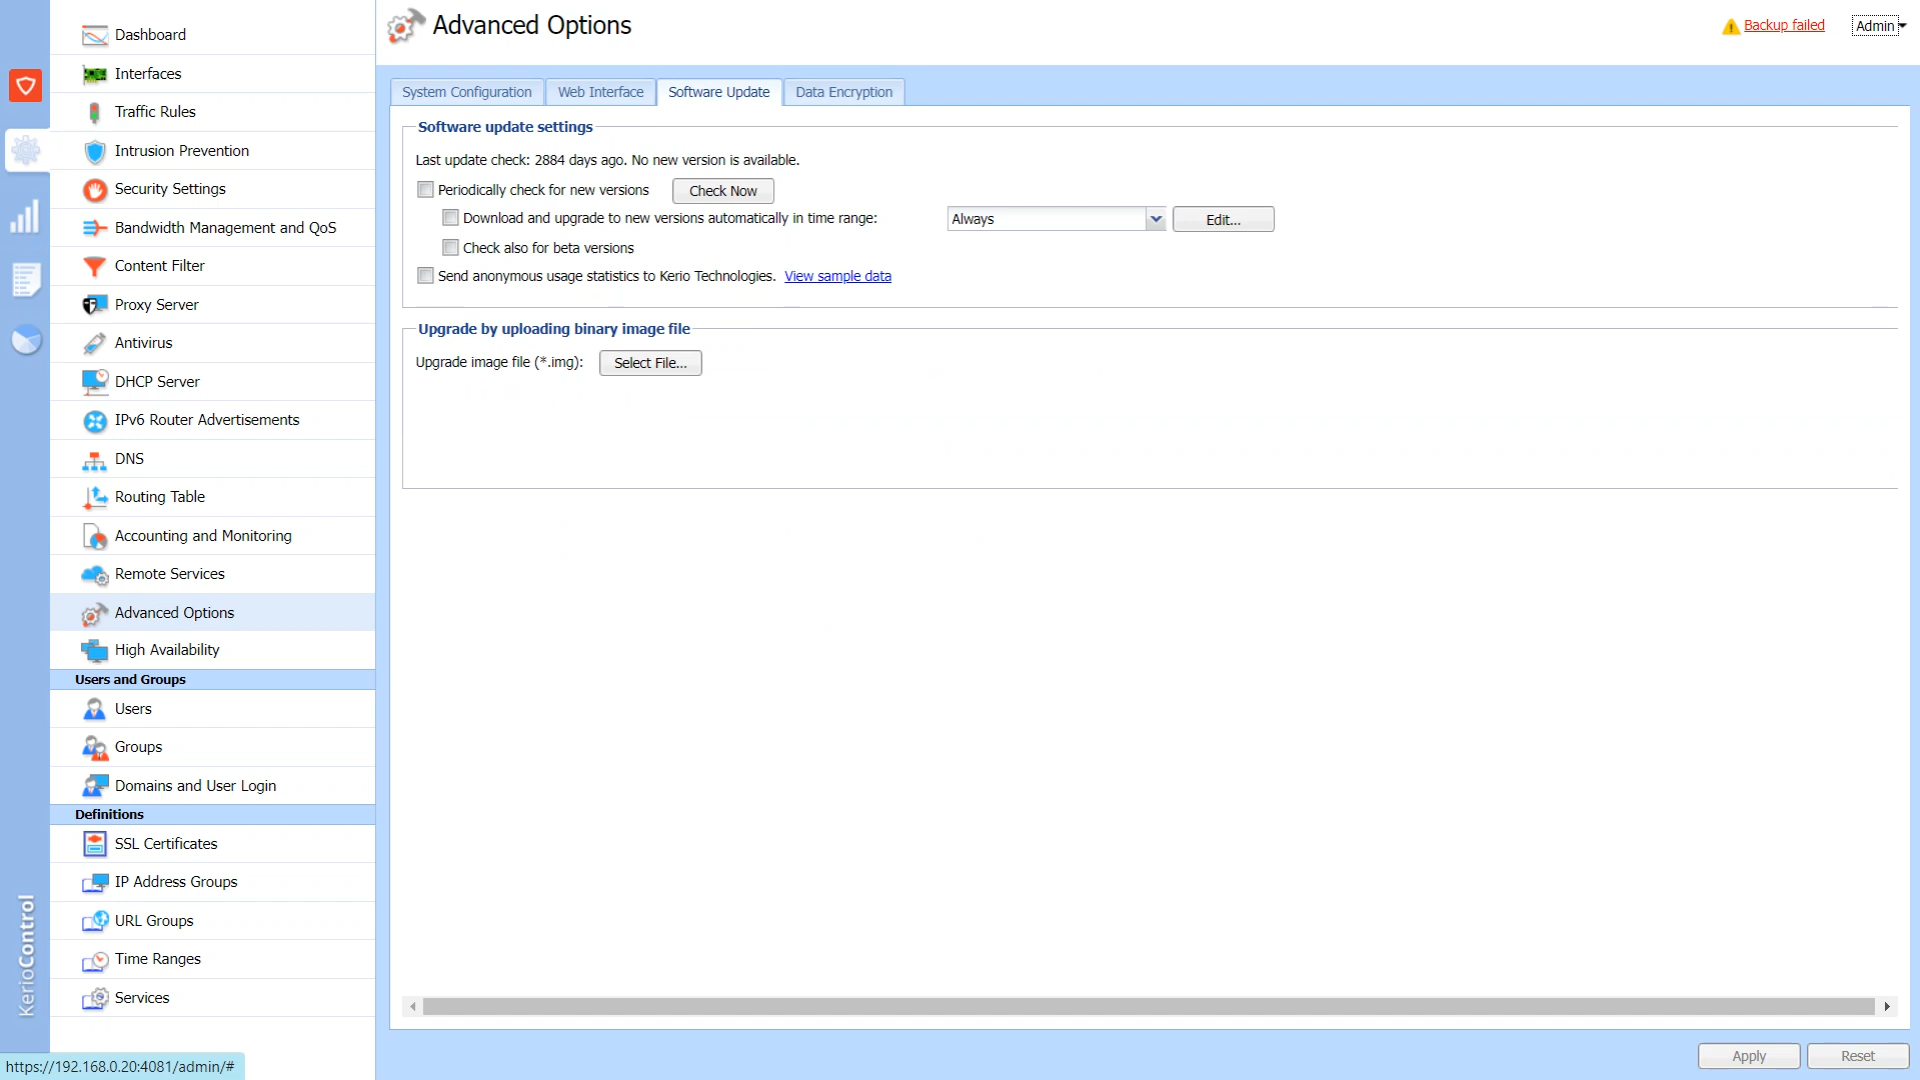 Dashboard
Interfaces
Traffic Rules
Intrusion Prevention
Security Settings
Bandwidth Management and QoS
Content Filter
Proxy Server
Antivirus
DHCP Server
IPv6 Router Advertisements
DNS
Routing Table
Accounting and Monitoring
Remote Services
Advanced Options
High Availability
Users and Groups
Users
Groups
Domains and User Login
Definitions
SSL Certificates
IP Address Groups
URL Groups
Time Ranges
Services
KerioControl
https://192.168.0.20:4081/admin/#
Advanced Options
Backup failed
Admin
System Configuration
Web Interface
Software Update
Data Encryption
Software update settings
Last update check: 2884 days ago. No new version is available.
Periodically check for new versions
Check Now
Download and upgrade to new versions automatically in time range:
Always
Edit...
Check also for beta versions
Send anonymous usage statistics to Kerio Technologies. View sample data
Upgrade by uploading binary image file
Upgrade image file (*.img):
Select File...
Apply
Reset